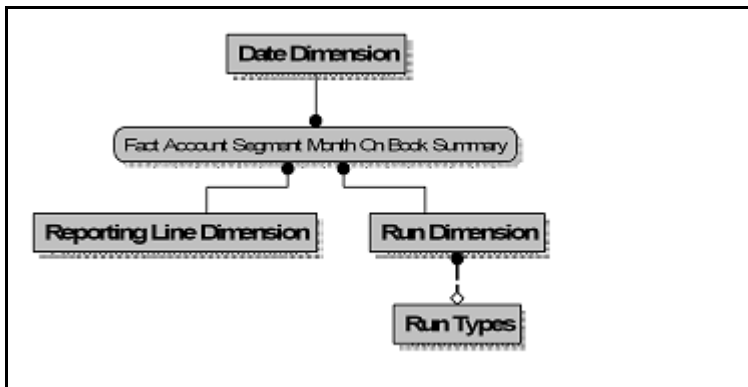 Date Dimension
Fact Account Segment Month On Book Summary
Reporting Line Dimension
Run Dimension
Run Types